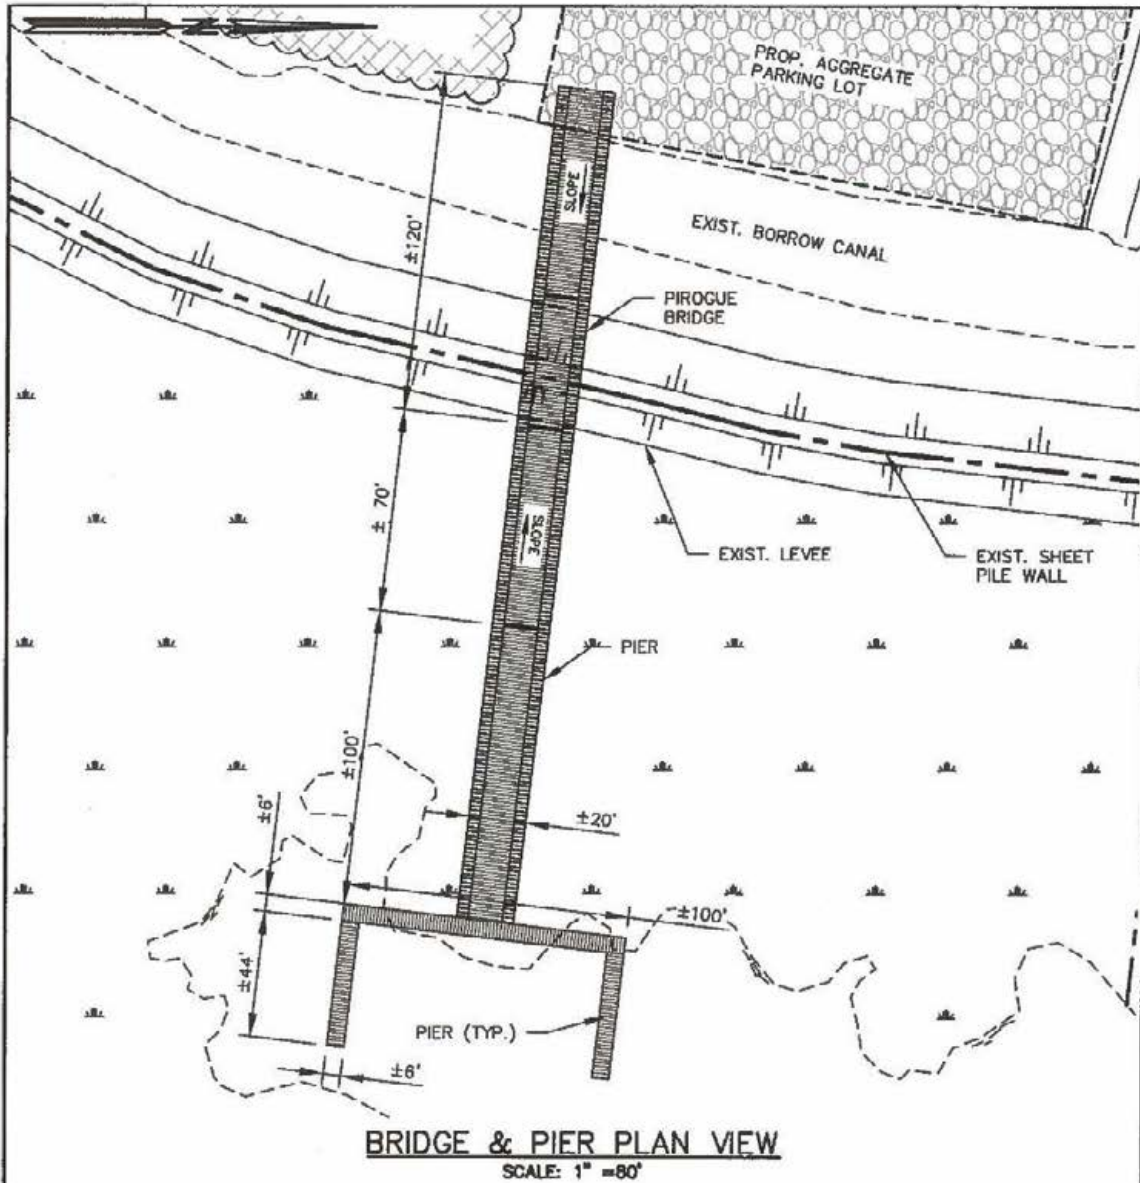 PROP. AGGREGATE
PARKING LOT
SLOPE
±120'
EXIST. BORROW CANAL
PIROGUE
BRIDGE
± 70'
SLOPE
EXIST. LEVEE
EXIST. SHEET
PILE WALL
PIER
±100'
±6'
±20'
±100'
±44'
PIER (TYP.)
±6'
BRIDGE & PIER PLAN VIEW
SCALE: 1" =80'